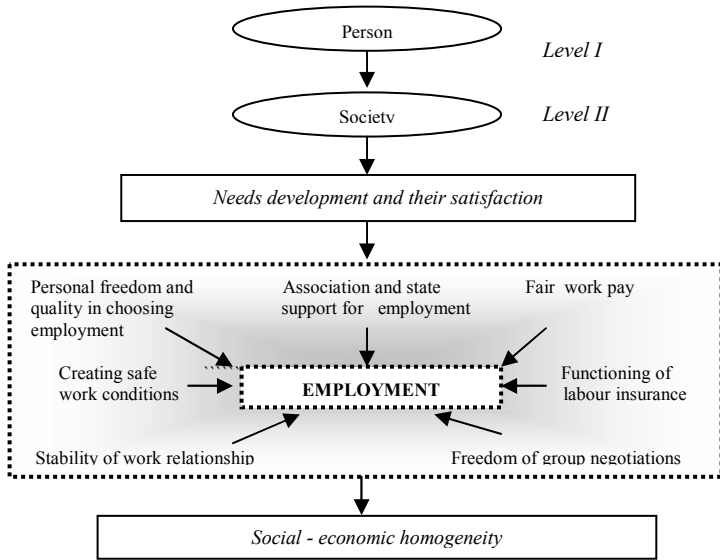 Person
Level I
Society
Level II
Needs development and their satisfaction
Personal freedom and
quality in choosing
employment
Association and state
support for employment
Fair work pay
Creating safe
work conditions
EMPLOYMENT
Functioning of
labour insurance
Stability of work relationship
Freedom of group negotiations
Social - economic homogeneity